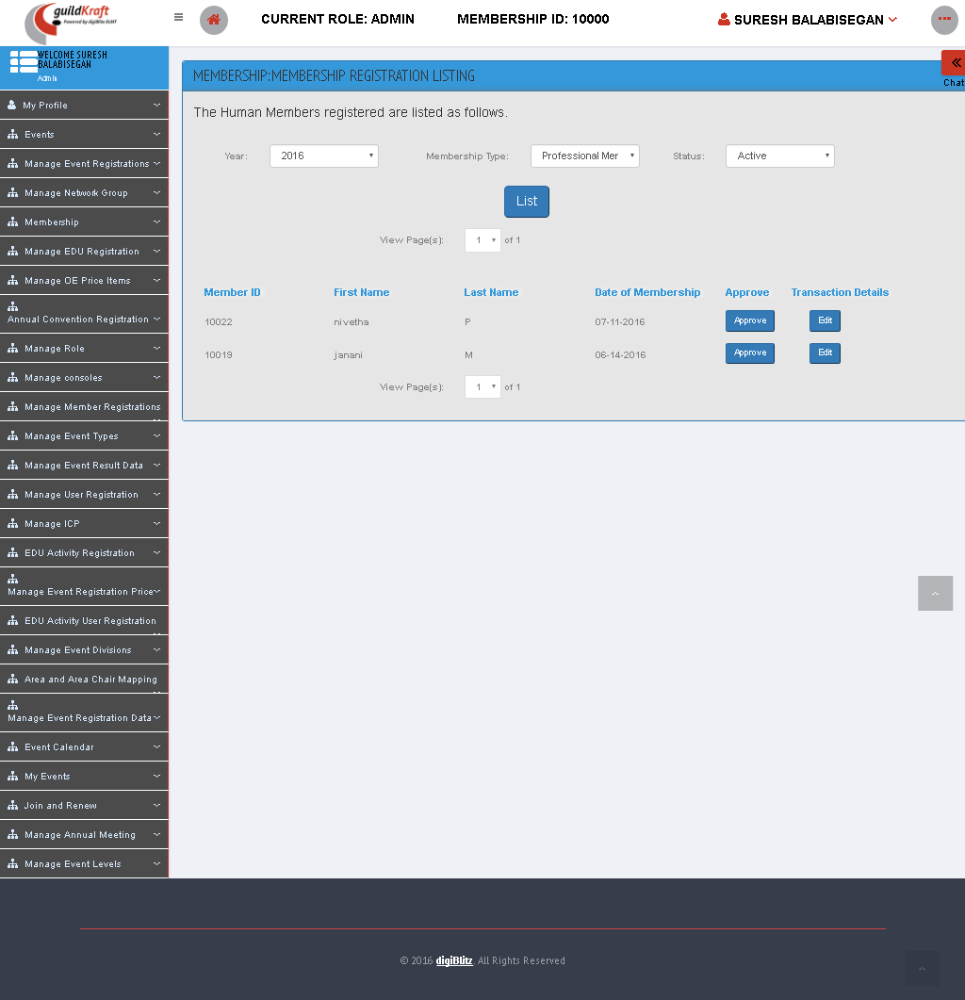 guildKraft
Powered by digiBlitz ELMT
CURRENT ROLE: ADMIN
MEMBERSHIP ID: 10000
SURESH BALABISEGAN
Chat
WELCOME SURESH
BALABISEGAN
Admin
My Profile
Events
Manage Event Registrations
Manage Network Group
Membership
Manage EDU Registration
Manage OE Price Items
Annual Convention Registration
Manage Role
Manage consoles
Manage Member Registrations
Manage Event Types
Manage Event Result Data
Manage User Registration
Manage ICP
EDU Activity Registration
Manage Event Registration Price
EDU Activity User Registration
Manage Event Divisions
Area and Area Chair Mapping
Manage Event Registration Data
Event Calendar
My Events
Join and Renew
Manage Annual Meeting
Manage Event Levels
MEMBERSHIP:MEMBERSHIP REGISTRATION LISTING
The Human Members registered are listed as follows.
Year: 2016 Membership Type: Professional Mer Status: Active
List
View Page(s): 1 of 1
Member ID First Name Last Name Date of Membership Approve Transaction Details
10022 nivetha P 07-11-2016 Approve Edit
10019 janani M 06-14-2016 Approve Edit
View Page(s): 1 of 1
© 2016 digiBlitz. All Rights Reserved